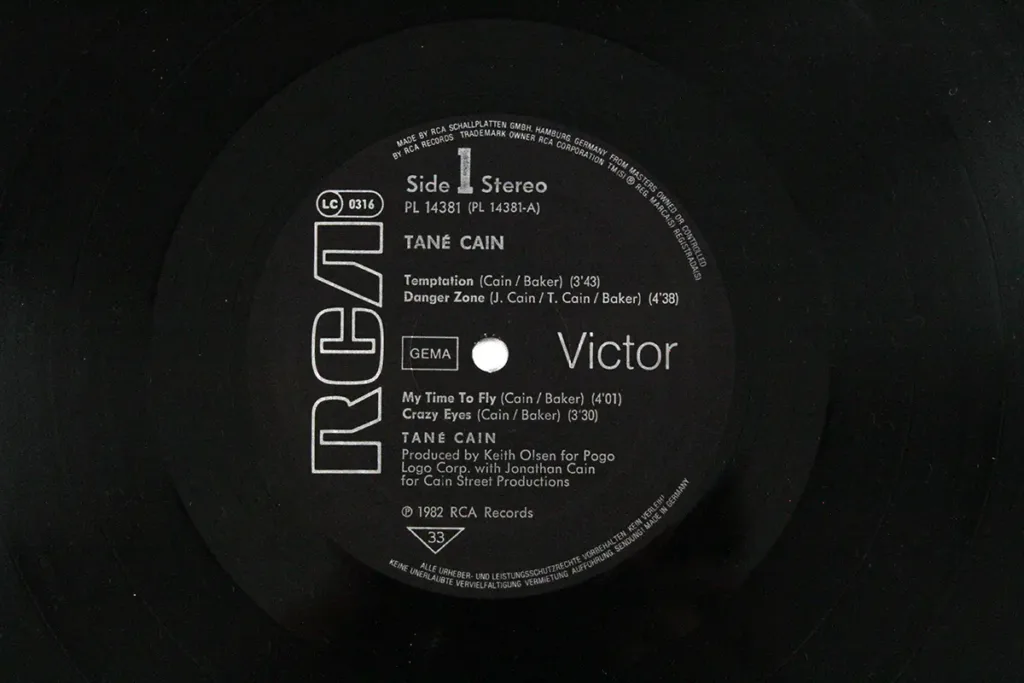 MADE BY RCA SCHALLPLATTEN GMBH. HAMBURG, GERMANY FROM MASTERS OWNED OR CONTROLLED
BY RCA RECORDS TRADEMARK OWNER RCA CORPORATION TM(S) ® REG. MARCA(S) REGISTRADA(S)
Side 1 Stereo
PL 14381 (PL 14381-A)
LC 0316
RCA
TANÉ CAIN
Temptation (Cain / Baker) (3'43)
Danger Zone (J. Cain / T. Cain / Baker) (4'38)
GEMA
Victor
My Time To Fly (Cain / Baker) (4'01)
Crazy Eyes (Cain / Baker) (3'30)
TANÉ CAIN
Produced by Keith Olsen for Pogo
Logo Corp. with Jonathan Cain
for Cain Street Productions
℗ 1982 RCA Records
33
ALLE URHEBER- UND LEISTUNGSSCHUTZRECHTE VORBEHALTEN. KEIN VERLEIH!
KEINE UNERLAUBTE VERVIELFÄLTIGUNG, VERMIETUNG, AUFFÜHRUNG, SENDUNG! MADE IN GERMANY